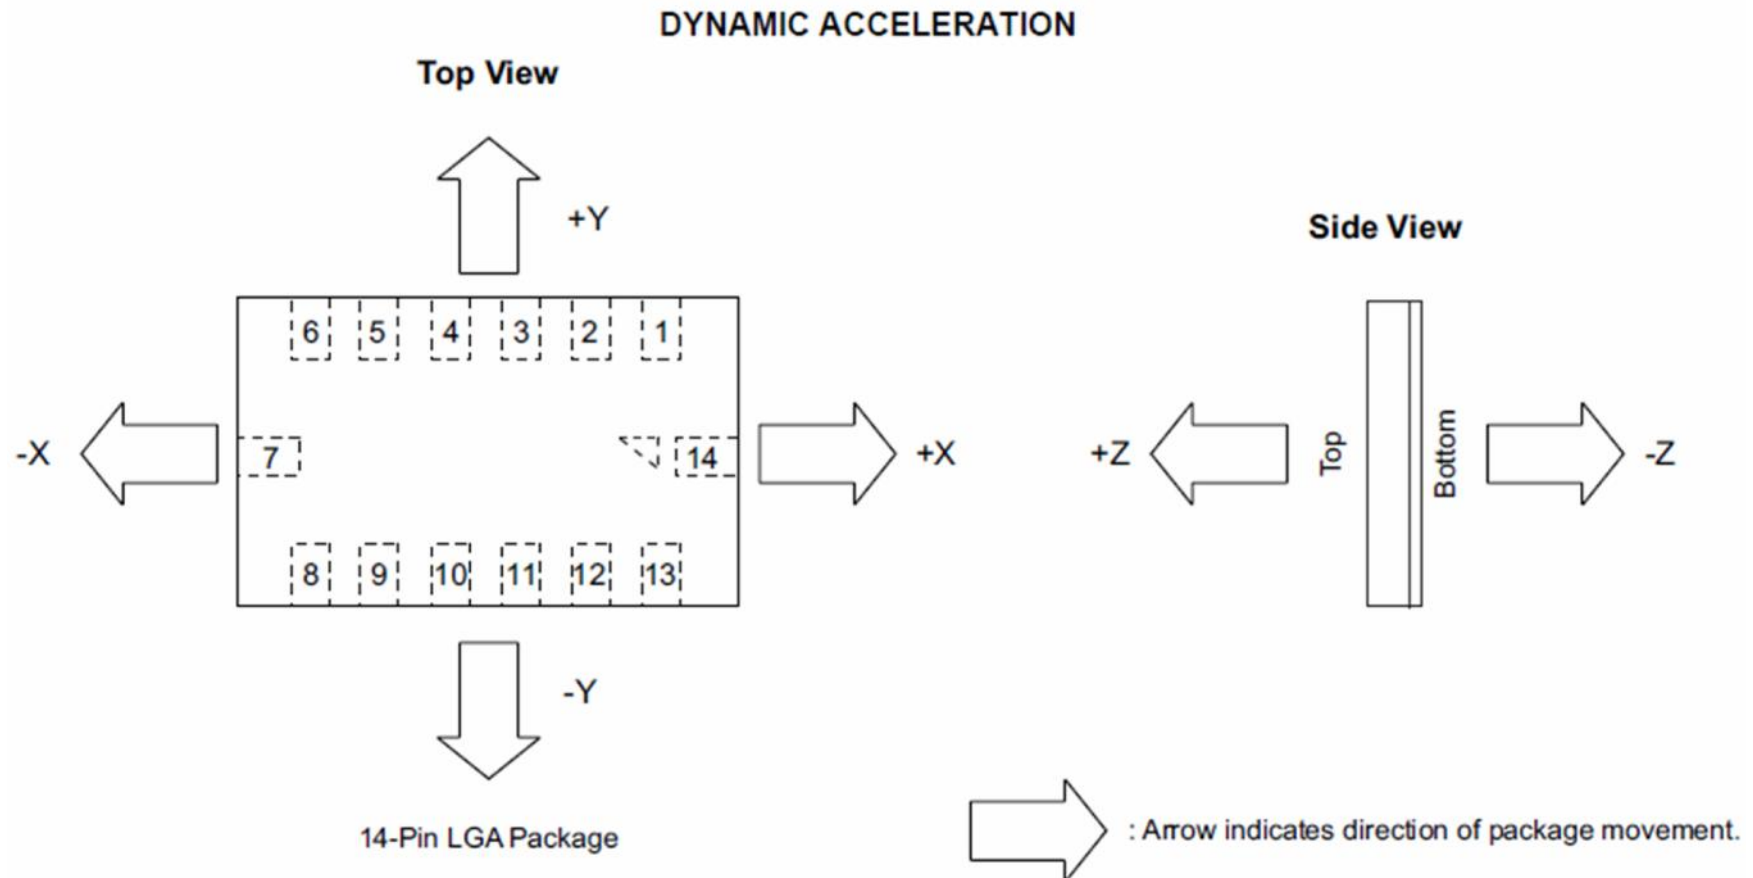 DYNAMIC ACCELERATION
Top View
+Y
Side View
6 5 4 3 2 1
-X
7
14
+X
+Z
Top
Bottom
-Z
8 9 10 11 12 13
-Y
14-Pin LGA Package
: Arrow indicates direction of package movement.